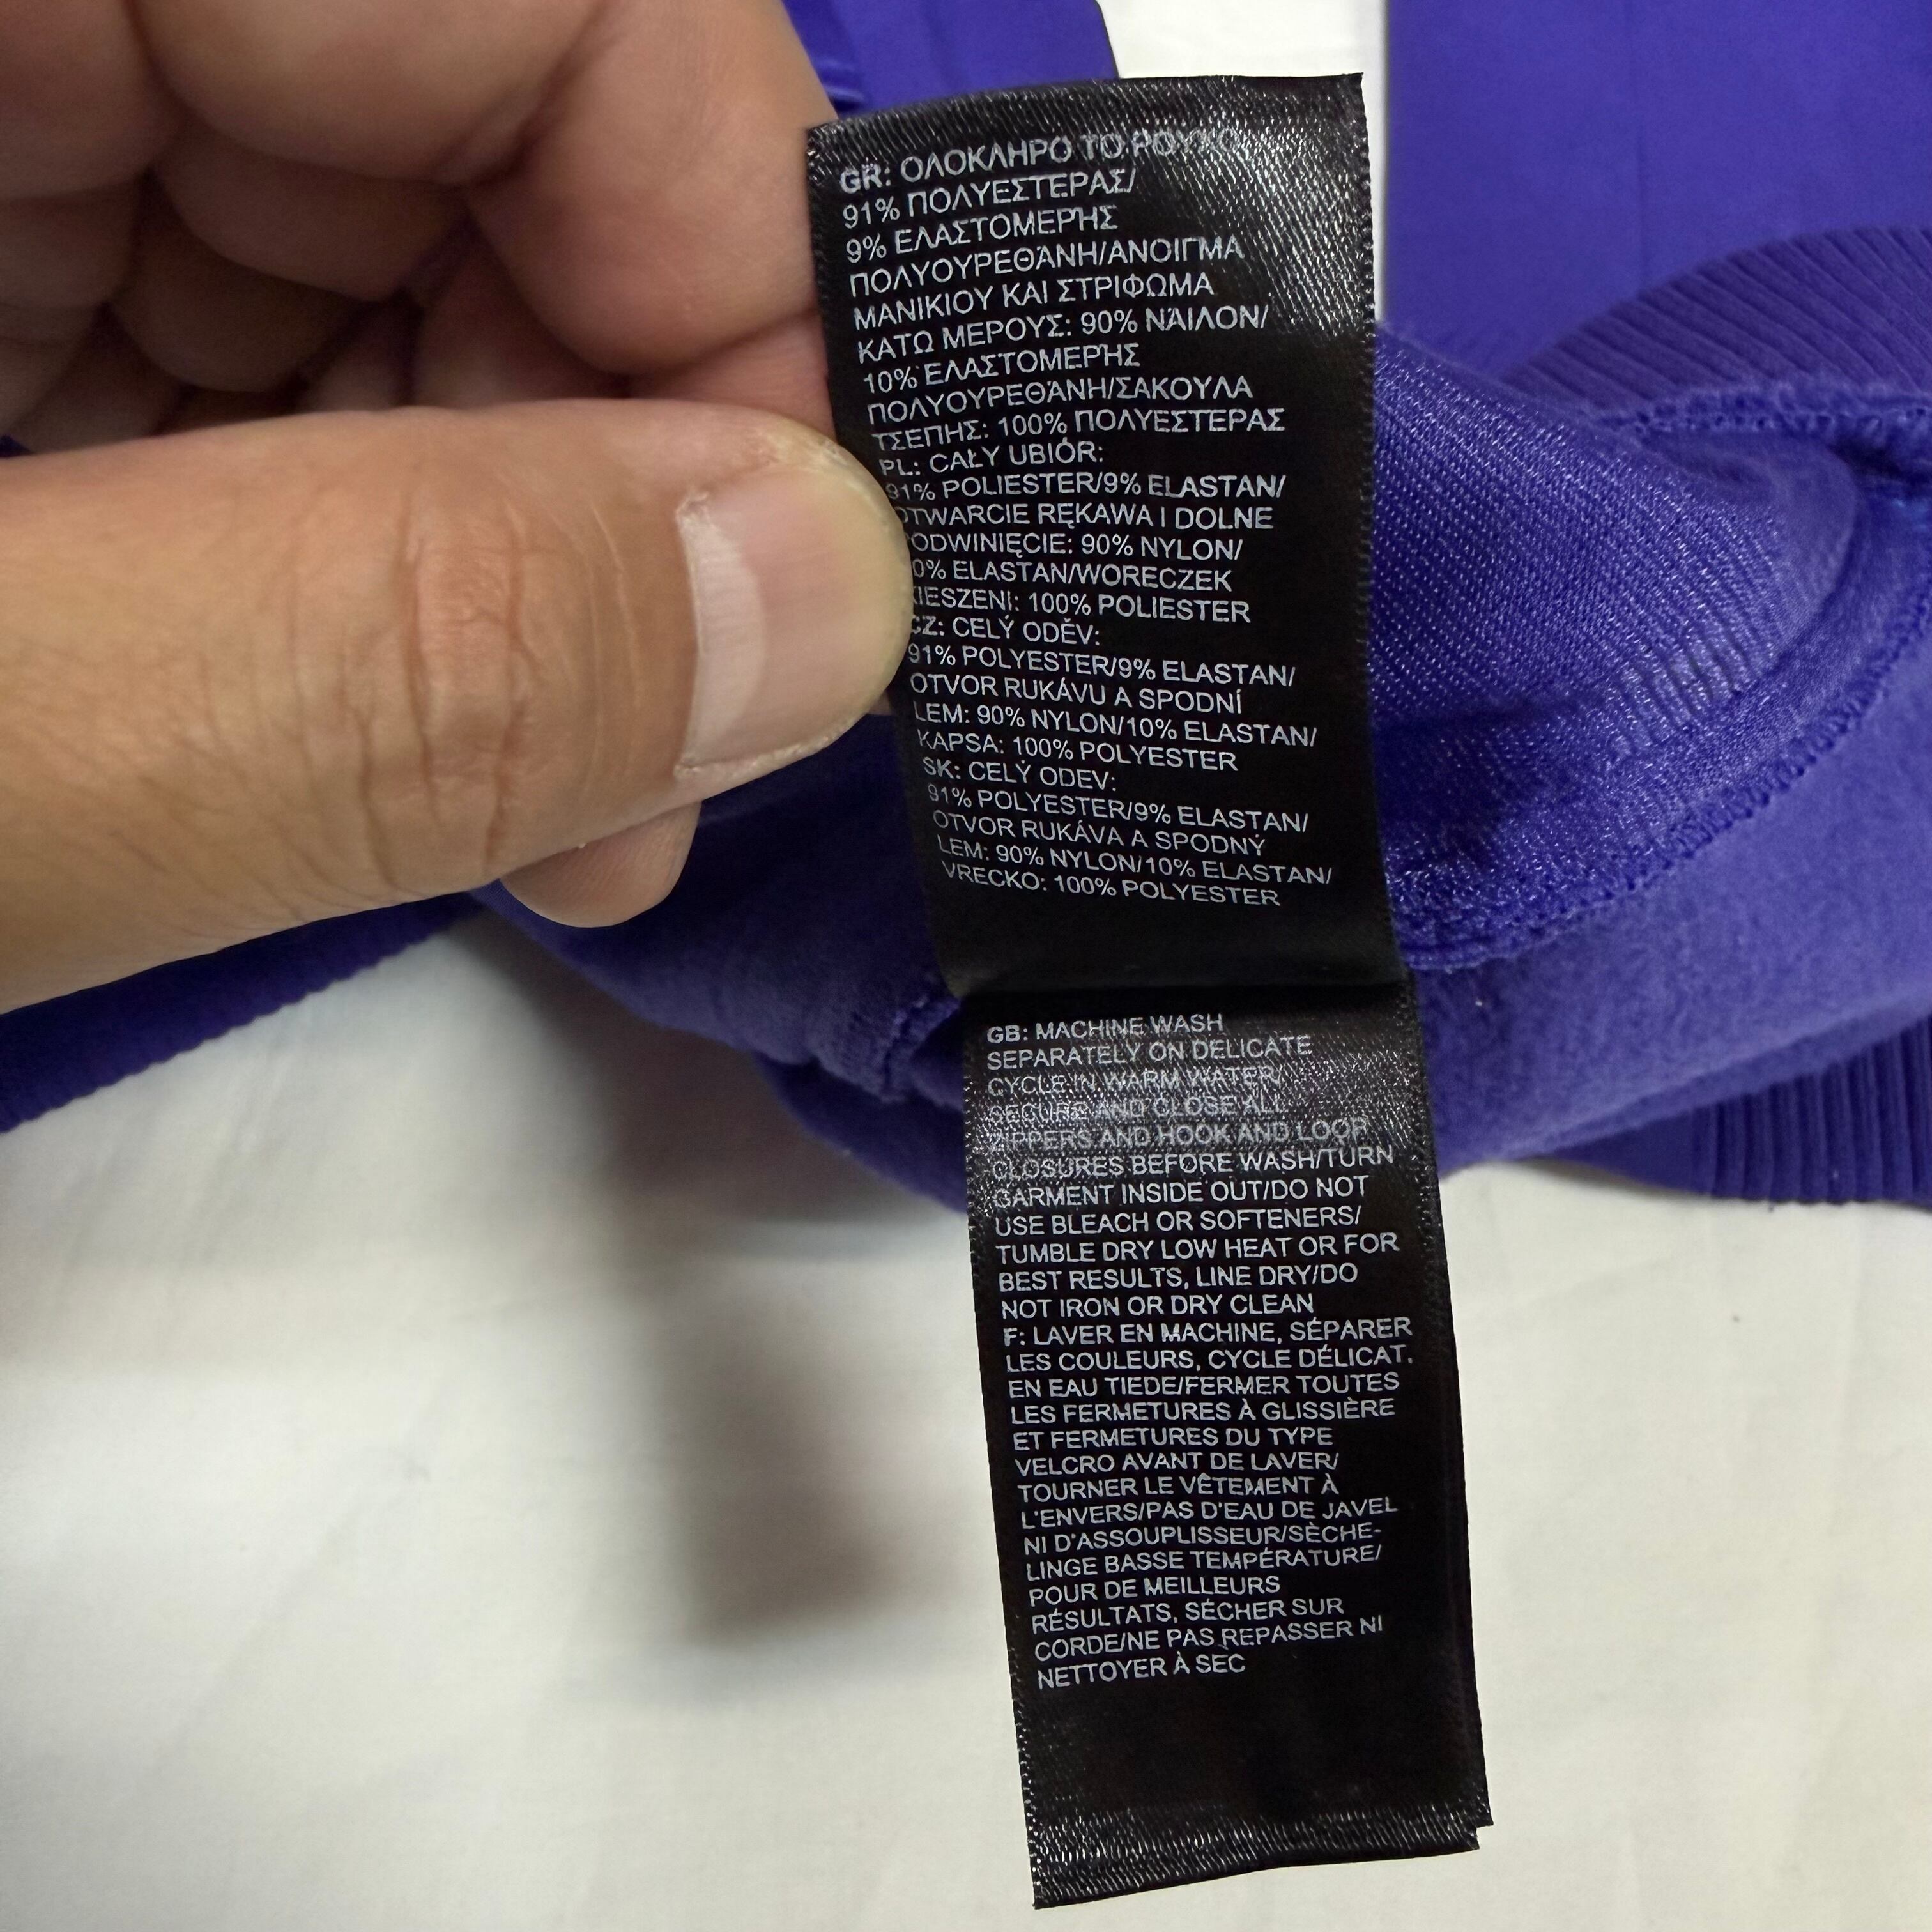 GR: ΟΛΟΚΛΗΡΟ ΤΟ ΡΟΥΧΟ
91% ΠΟΛΥΕΣΤΕΡΑΣ/
9% ΕΛΑΣΤΟΜΕΡΉΣ
ΠΟΛΥΟΥΡΕΘΆΝΗ/ΑΝΟΙΓΜΑ
ΜΑΝΙΚΙΟΥ ΚΑΙ ΣΤΡΙΦΩΜΑ
ΚΑΤΩ ΜΕΡΟΥΣ: 90% ΝΑΪΛΟΝ/
10% ΕΛΑΣΤΟΜΕΡΉΣ
ΠΟΛΥΟΥΡΕΘΆΝΗ/ΣΑΚΟΥΛΑ
ΤΣΕΠΗΣ: 100% ΠΟΛΥΕΣΤΕΡΑΣ
PL: CAŁY UBIÓR:
91% POLIESTER/9% ELASTAN/
OTWARCIE RĘKAWA I DOLNE
PODWINIĘCIE: 90% NYLON/
0% ELASTAN/WORECZEK
KIESZENI: 100% POLIESTER
CZ: CELÝ ODĚV:
91% POLYESTER/9% ELASTAN/
OTVOR RUKÁVU A SPODNÍ
LEM: 90% NYLON/10% ELASTAN/
KAPSA: 100% POLYESTER
SK: CELÝ ODEV:
91% POLYESTER/9% ELASTAN/
OTVOR RUKÁVA A SPODNÝ
LEM: 90% NYLON/10% ELASTAN/
VRECKO: 100% POLYESTER
GB: MACHINE WASH
SEPARATELY ON DELICATE
CYCLE IN WARM WATER/
SECURE AND CLOSE ALL
ZIPPERS AND HOOK AND LOOP
CLOSURES BEFORE WASH/TURN
GARMENT INSIDE OUT/DO NOT
USE BLEACH OR SOFTENERS/
TUMBLE DRY LOW HEAT OR FOR
BEST RESULTS, LINE DRY/DO
NOT IRON OR DRY CLEAN
F: LAVER EN MACHINE, SÉPARER
LES COULEURS, CYCLE DÉLICAT,
EN EAU TIEDE/FERMER TOUTES
LES FERMETURES À GLISSIÈRE
ET FERMETURES DU TYPE
VELCRO AVANT DE LAVER/
TOURNER LE VÊTEMENT À
L'ENVERS/PAS D'EAU DE JAVEL
NI D'ASSOUPLISSEUR/SÈCHE-
LINGE BASSE TEMPÉRATURE/
POUR DE MEILLEURS
RÉSULTATS, SÉCHER SUR
CORDE/NE PAS REPASSER NI
NETTOYER À SEC